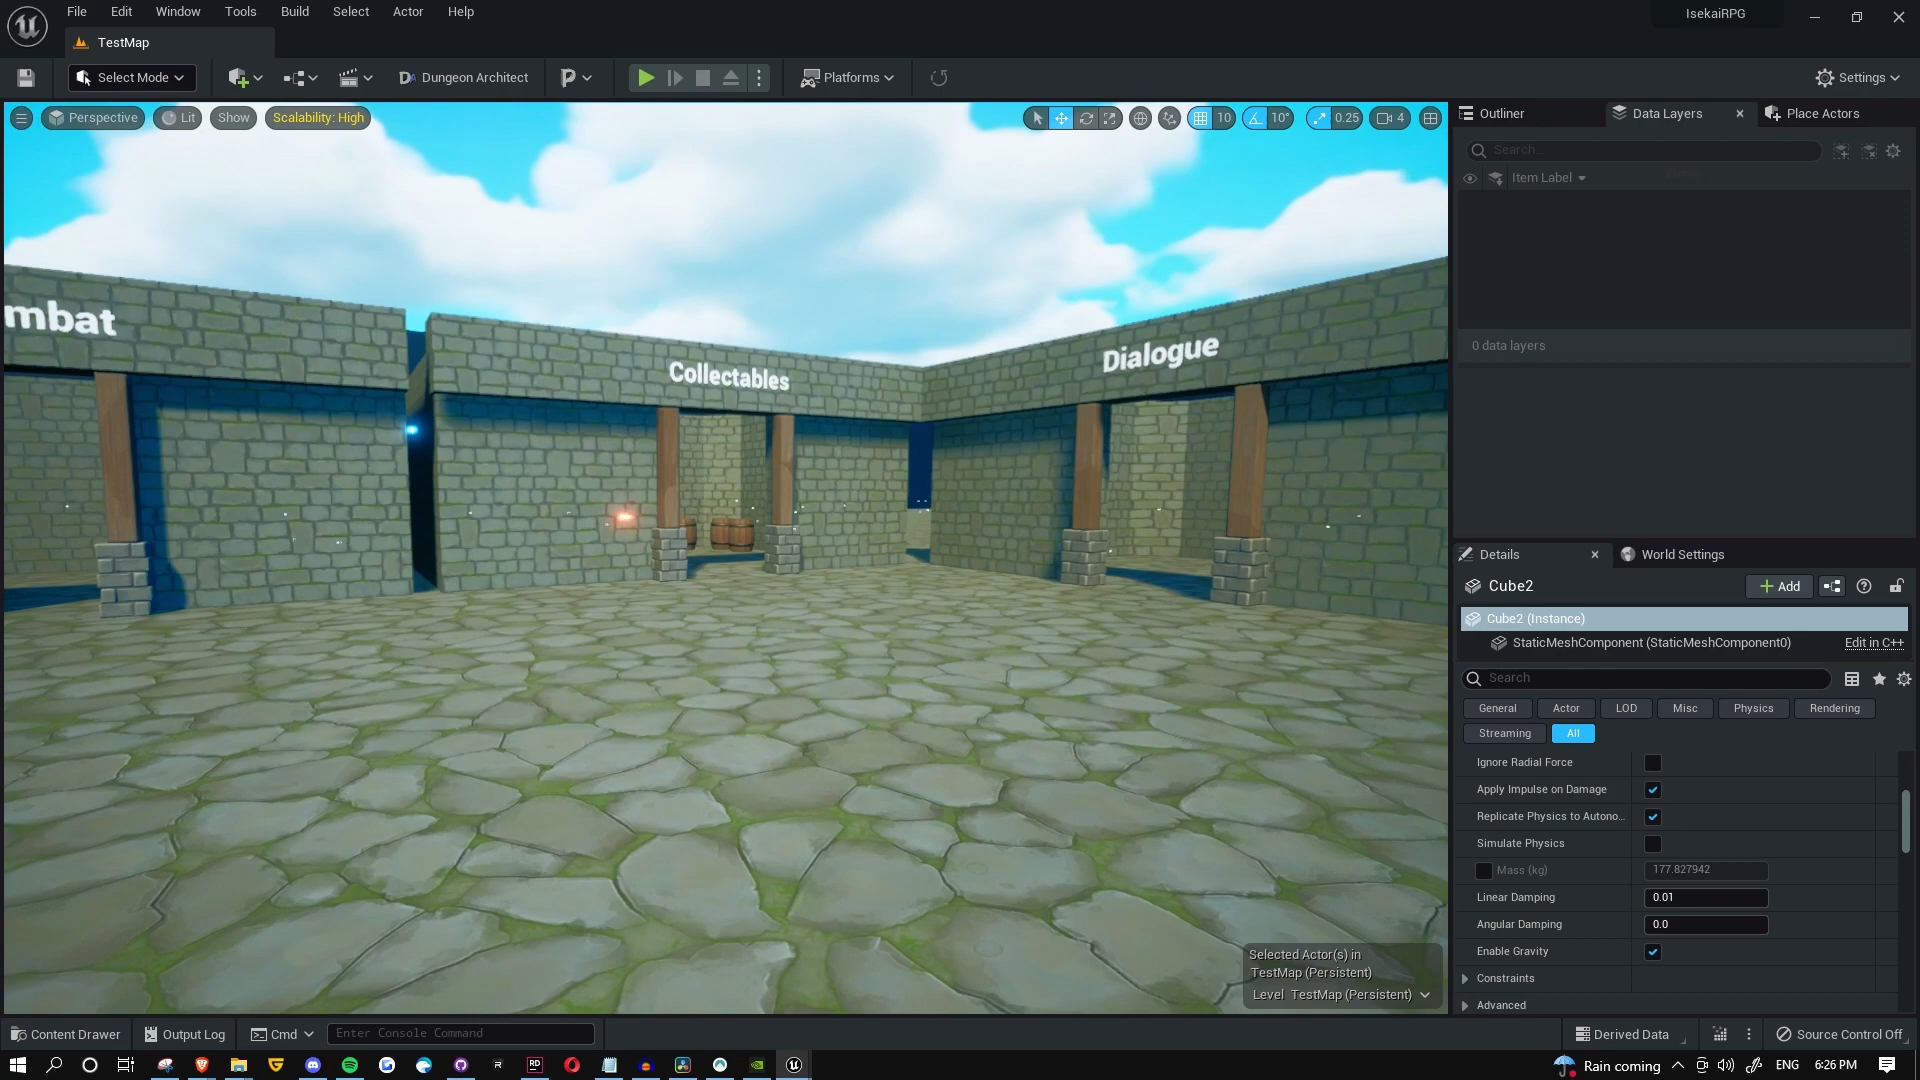 File Edit Window Tools Build Select Actor Help
IsekaiRPG
TestMap
Select Mode
Dungeon Architect
Platforms
Settings
Perspective
Lit
Show
Scalability: High
10
10°
0.25
4
mbat
Collectables
Dialogue
Selected Actor(s) in
TestMap (Persistent)
Level TestMap (Persistent)
Outliner
Data Layers
Place Actors
Search...
Item Label
0 data layers
Details
World Settings
Cube2
Add
Cube2 (Instance)
StaticMeshComponent (StaticMeshComponent0)
Edit in C++
Search
General Actor LOD Misc Physics Rendering
Streaming All
Ignore Radial Force
Apply Impulse on Damage
Replicate Physics to Autono...
Simulate Physics
Mass (kg) 177.827942
Linear Damping 0.01
Angular Damping 0.0
Enable Gravity
Constraints
Advanced
Content Drawer
Output Log
Cmd
Enter Console Command
Derived Data
Source Control Off
RD
Rain coming
ENG
6:26 PM